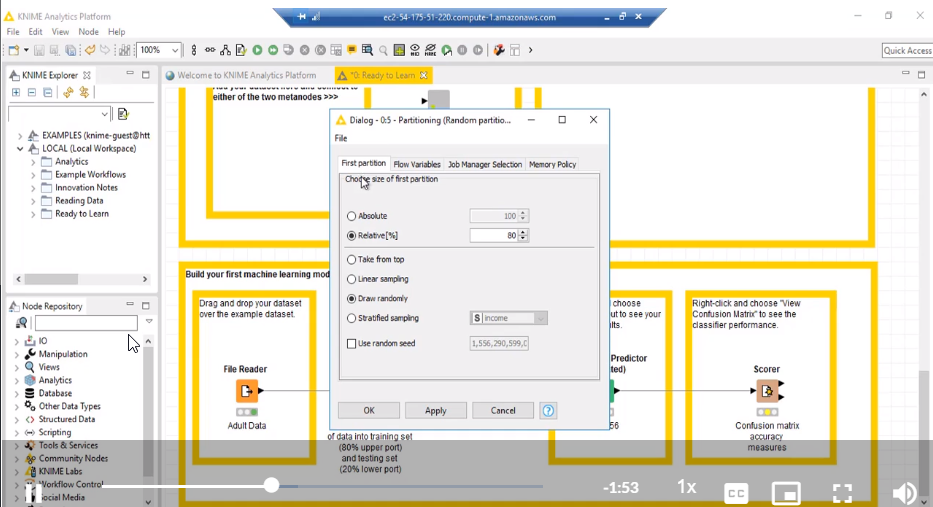 KNIME Analytics Platform
ec2-54-175-51-220.compute-1.amazonaws.com
File Edit View Node Help
100%
Quick Access
KNIME Explorer
Welcome to KNIME Analytics Platform
*0: Ready to Learn
EXAMPLES (knime-guest@htt
LOCAL (Local Workspace)
Analytics
Example Workflows
Innovation Notes
Reading Data
Ready to Learn
either of the two metanodes >>>
Dialog - 0:5 - Partitioning (Random partitio...
File
First partition
Flow Variables
Job Manager Selection
Memory Policy
Choose size of first partition
Absolute
100
Relative[%]
80
Take from top
Linear sampling
Draw randomly
Stratified sampling
S income
Use random seed
1,556,290,599,0
OK
Apply
Cancel
?
Node Repository
IO
Manipulation
Views
Analytics
Database
Other Data Types
Structured Data
Scripting
Tools & Services
Community Nodes
KNIME Labs
Workflow Control
Social Media
Build your first machine learning mod
Drag and drop your dataset
over the example dataset.
File Reader
Adult Data
of data into training set
(80% upper port)
and testing set
(20% lower port)
choose
ut to see your
lts.
Predictor
ted)
56
Right-click and choose "View
Confusion Matrix" to see the
classifier performance.
Scorer
Confusion matrix
accuracy
measures
-1:53
1x
CC